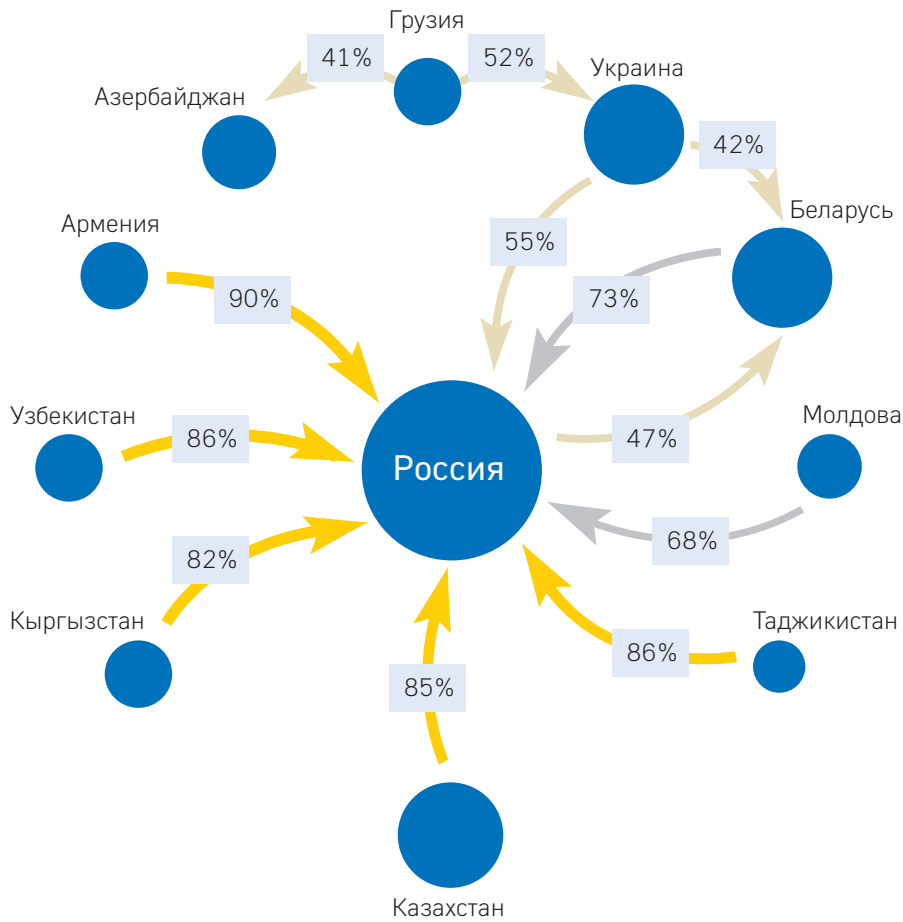 Грузия
41%
52%
Украина
Азербайджан
42%
Беларусь
Армения
55%
73%
90%
Узбекистан
Молдова
86%
47%
Россия
68%
82%
Кыргызстан
Таджикистан
86%
85%
Казахстан